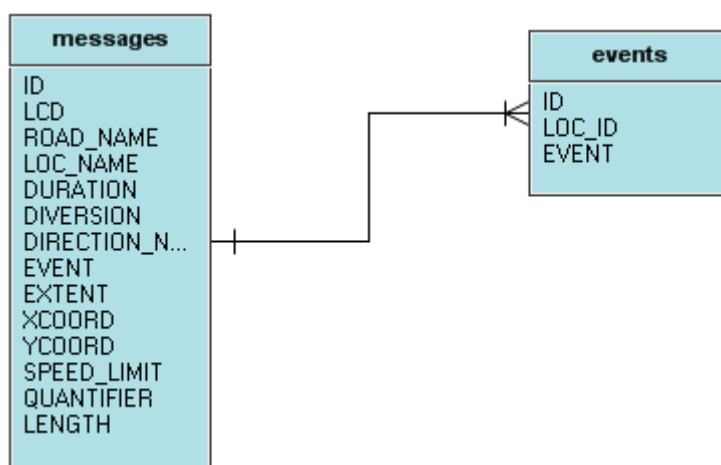 messages
ID
LCD
ROAD_NAME
LOC_NAME
DURATION
DIVERSION
DIRECTION_N...
EVENT
EXTENT
XCOORD
YCOORD
SPEED_LIMIT
QUANTIFIER
LENGTH
events
ID
LOC_ID
EVENT